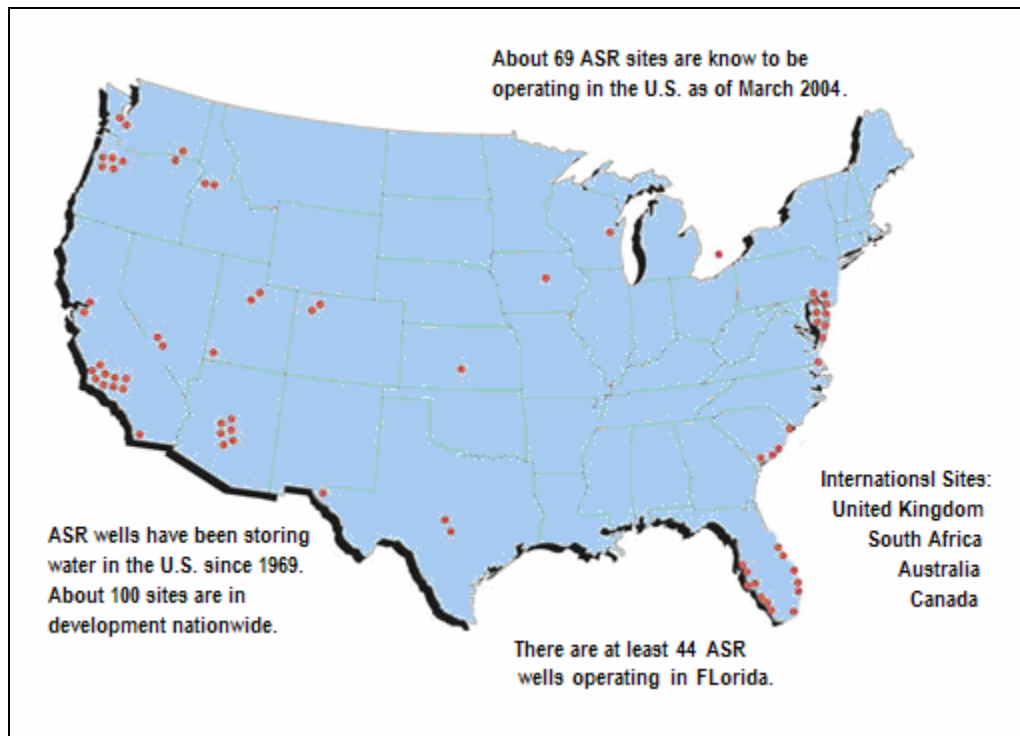 About 69 ASR sites are know to be
operating in the U.S. as of March 2004.
ASR wells have been storing
water in the U.S. since 1969.
About 100 sites are in
development nationwide.
There are at least 44 ASR
wells operating in FLorida.
Internationsl Sites:
United Kingdom
South Africa
Australia
Canada